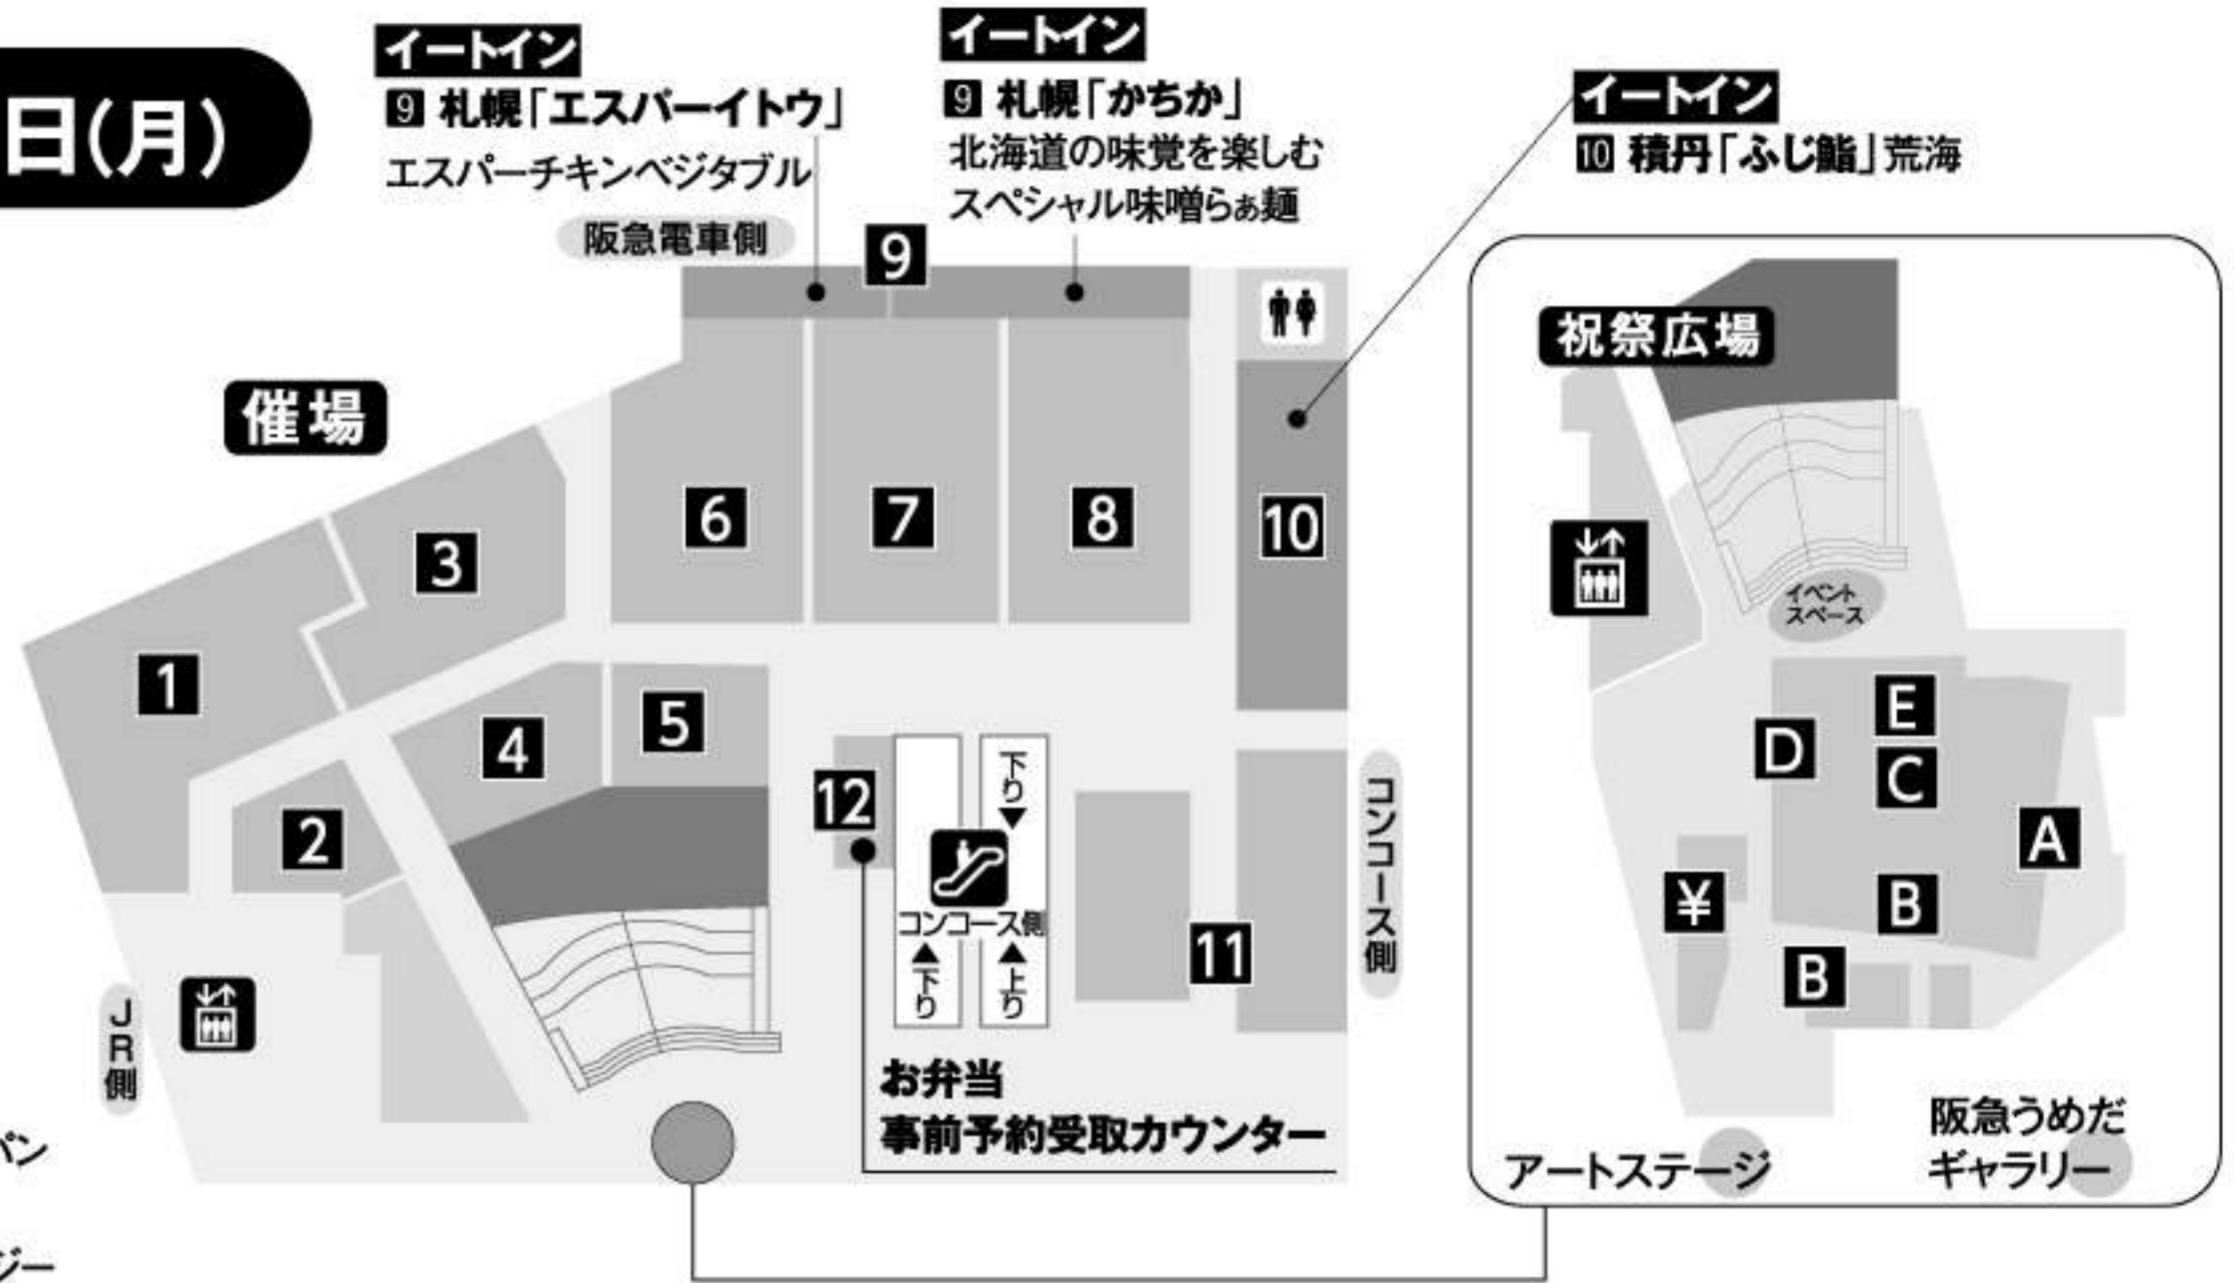 日(月)
イートイン
9 札幌「エスパーイトウ」
エスパーチキンベジタブル
イートイン
9 札幌「かちか」
北海道の味覚を楽しむ
スペシャル味噌らぁ麺
イートイン
10 積丹「ふじ鮨」荒海
阪急電車側
9
催場
6
7
8
10
3
1
4
5
2
12
下り
コンコース側
下り
上り
11
コンコース側
JR側
お弁当
事前予約受取カウンター
パン
ジー
祝祭広場
イベント
スペース
E
D
C
A
¥
B
B
アートステージ
阪急うめだ
ギャラリー